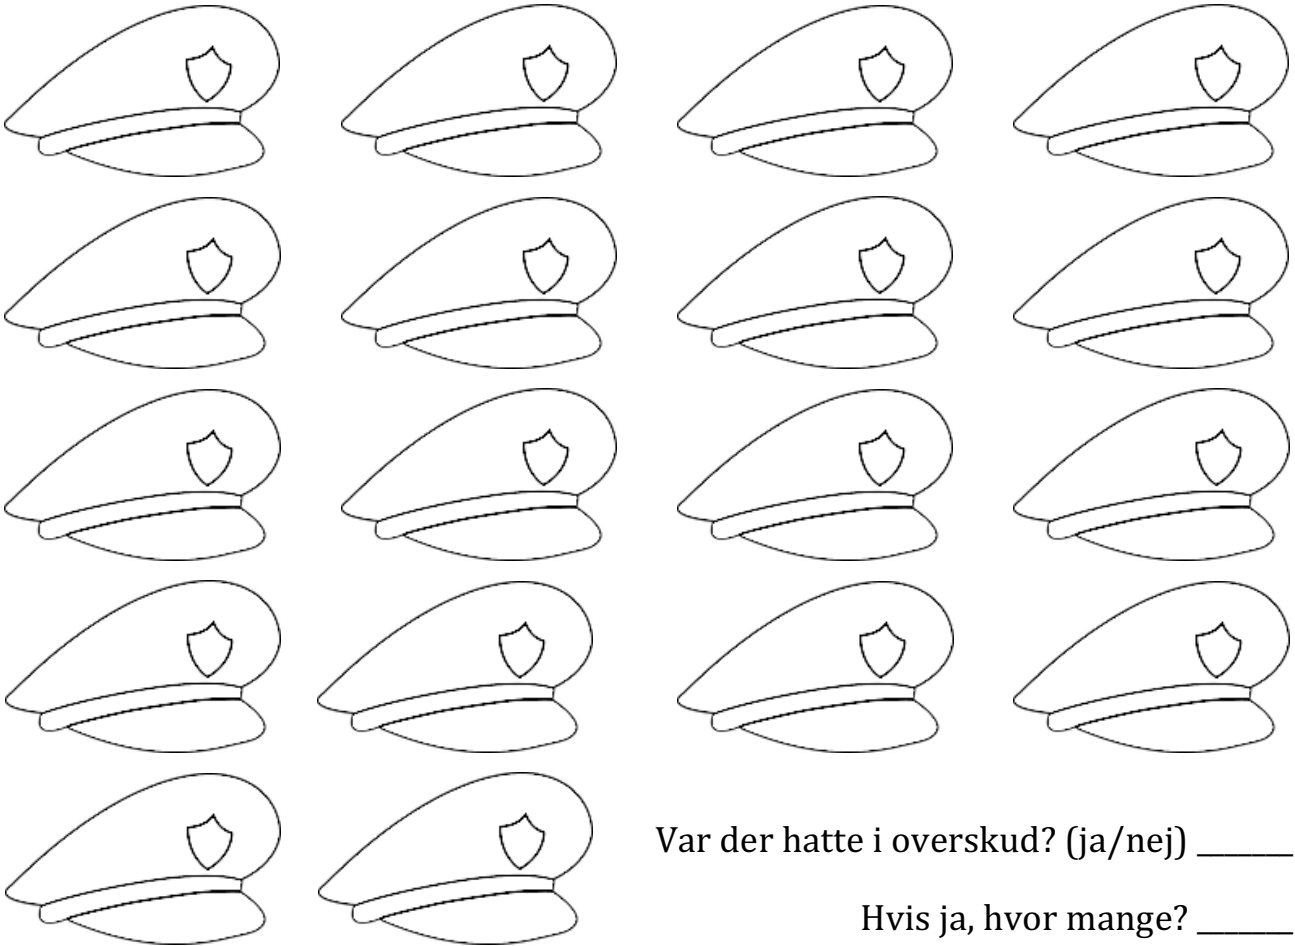 Var der hatte i overskud? (ja/nej) ______
Hvis ja, hvor mange? ______